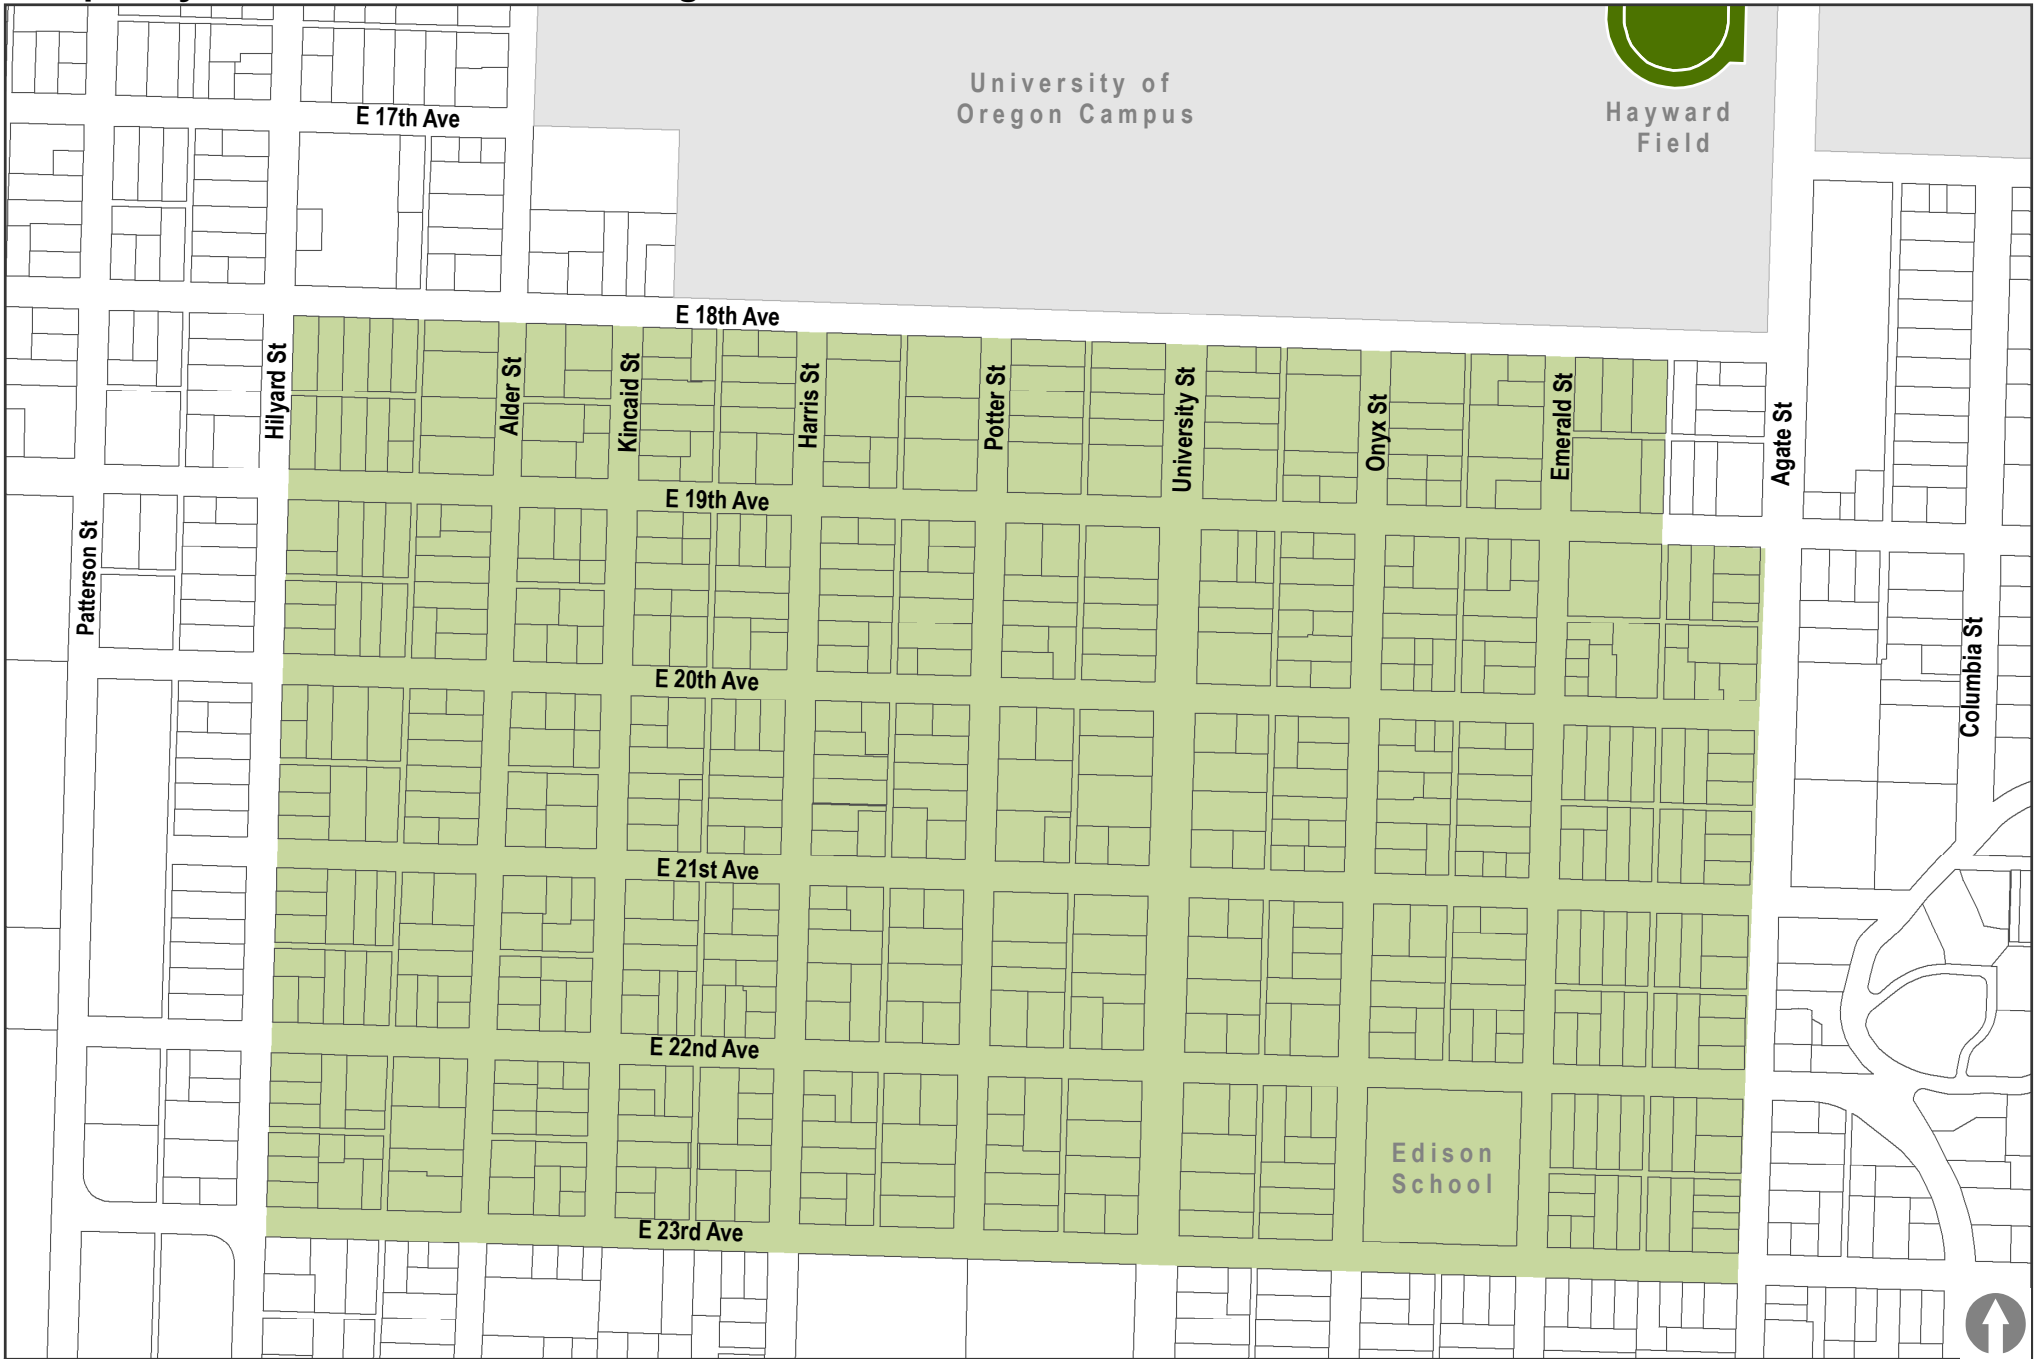 University of
Oregon Campus
Hayward
Field
E 17th Ave
E 18th Ave
Hilyard St
Alder St
Kincaid St
Harris St
Potter St
University St
Onyx St
Emerald St
Agate St
E 19th Ave
Patterson St
Columbia St
E 20th Ave
E 21st Ave
E 22nd Ave
Edison
School
E 23rd Ave